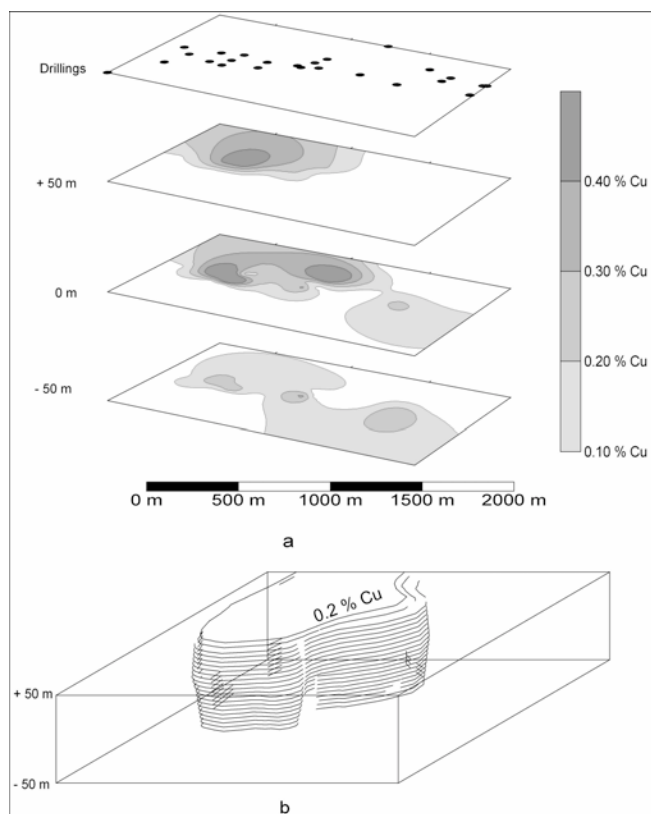 Drillings
+ 50 m
0 m
- 50 m
0.40 % Cu
0.30 % Cu
0.20 % Cu
0.10 % Cu
0 m 500 m 1000 m 1500 m 2000 m
a
0.2 % Cu
+ 50 m
- 50 m
b